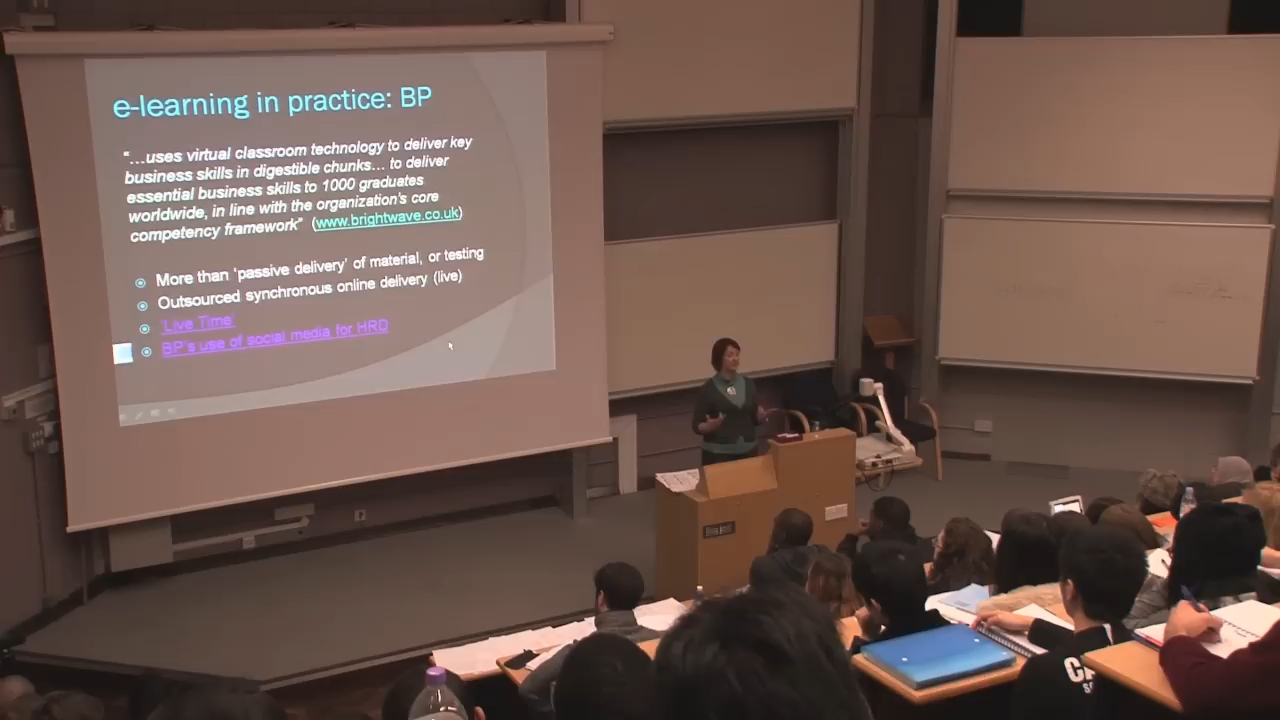 e-learning in practice: BP
“…uses virtual classroom technology to deliver key
business skills in digestible chunks… to deliver
essential business skills to 1000 graduates
worldwide, in line with the organization’s core
competency framework” (www.brightwave.co.uk)
More than ‘passive delivery’ of material, or testing
Outsourced synchronous online delivery (live)
‘Live Time’
BP’s use of social media for HRD